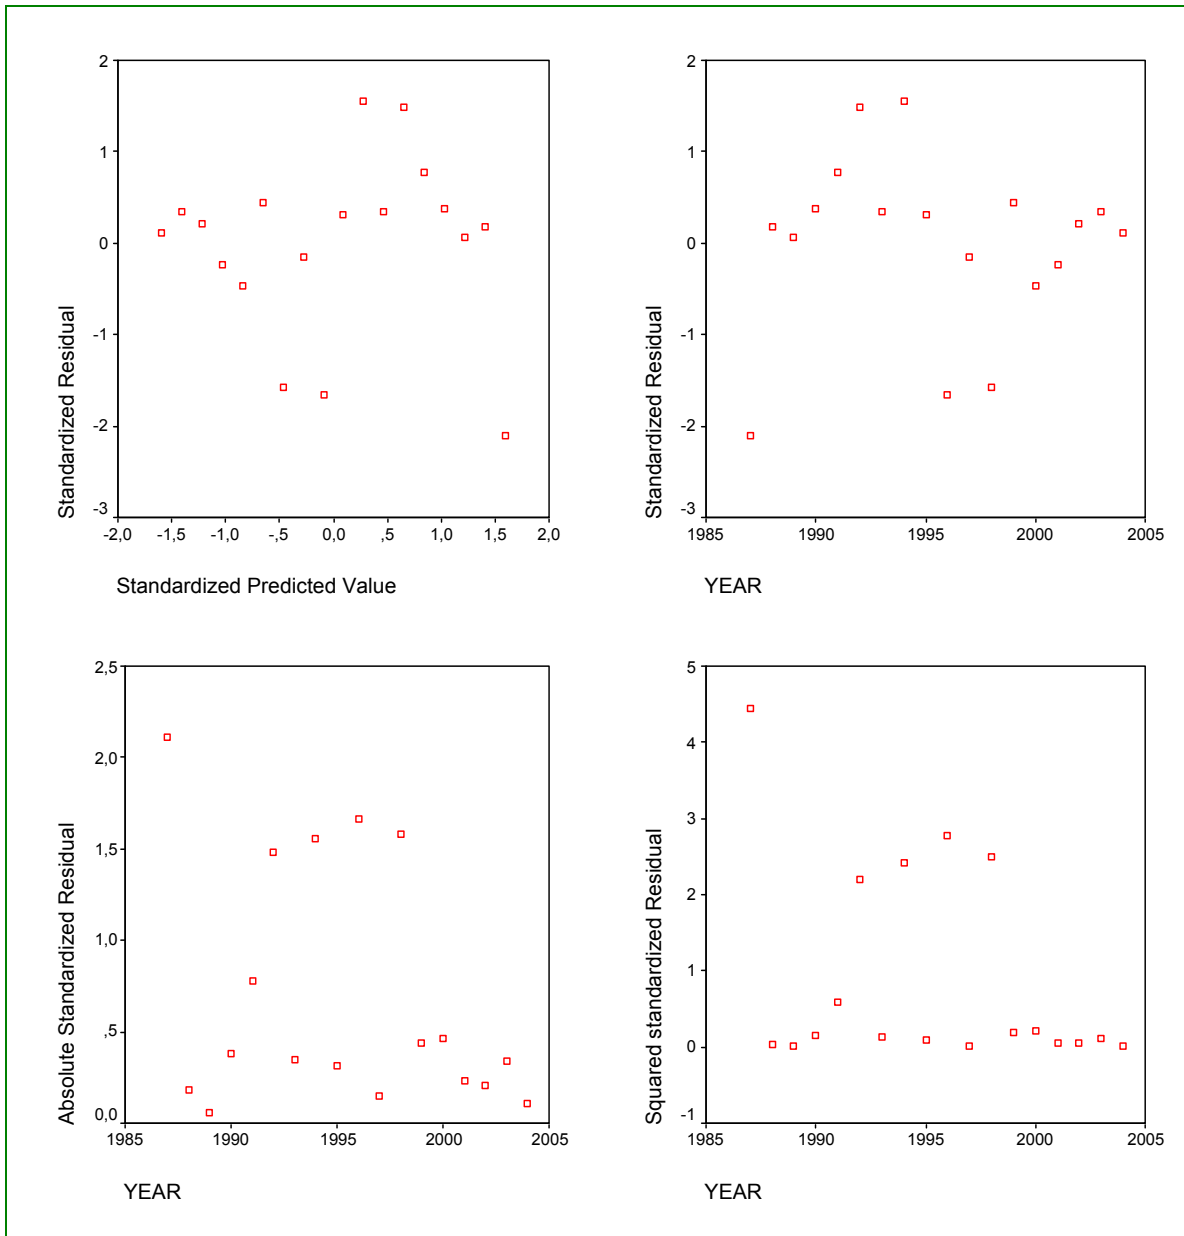 2
1
0
-1
-2
-3
-2,0 -1,5 -1,0 -,5 0,0 ,5 1,0 1,5 2,0
Standardized Residual
Standardized Predicted Value
2
1
0
-1
-2
-3
1985 1990 1995 2000 2005
Standardized Residual
YEAR
2,5
2,0
1,5
1,0
,5
0,0
1985 1990 1995 2000 2005
Absolute Standardized Residual
YEAR
5
4
3
2
1
0
-1
1985 1990 1995 2000 2005
Squared standardized Residual
YEAR